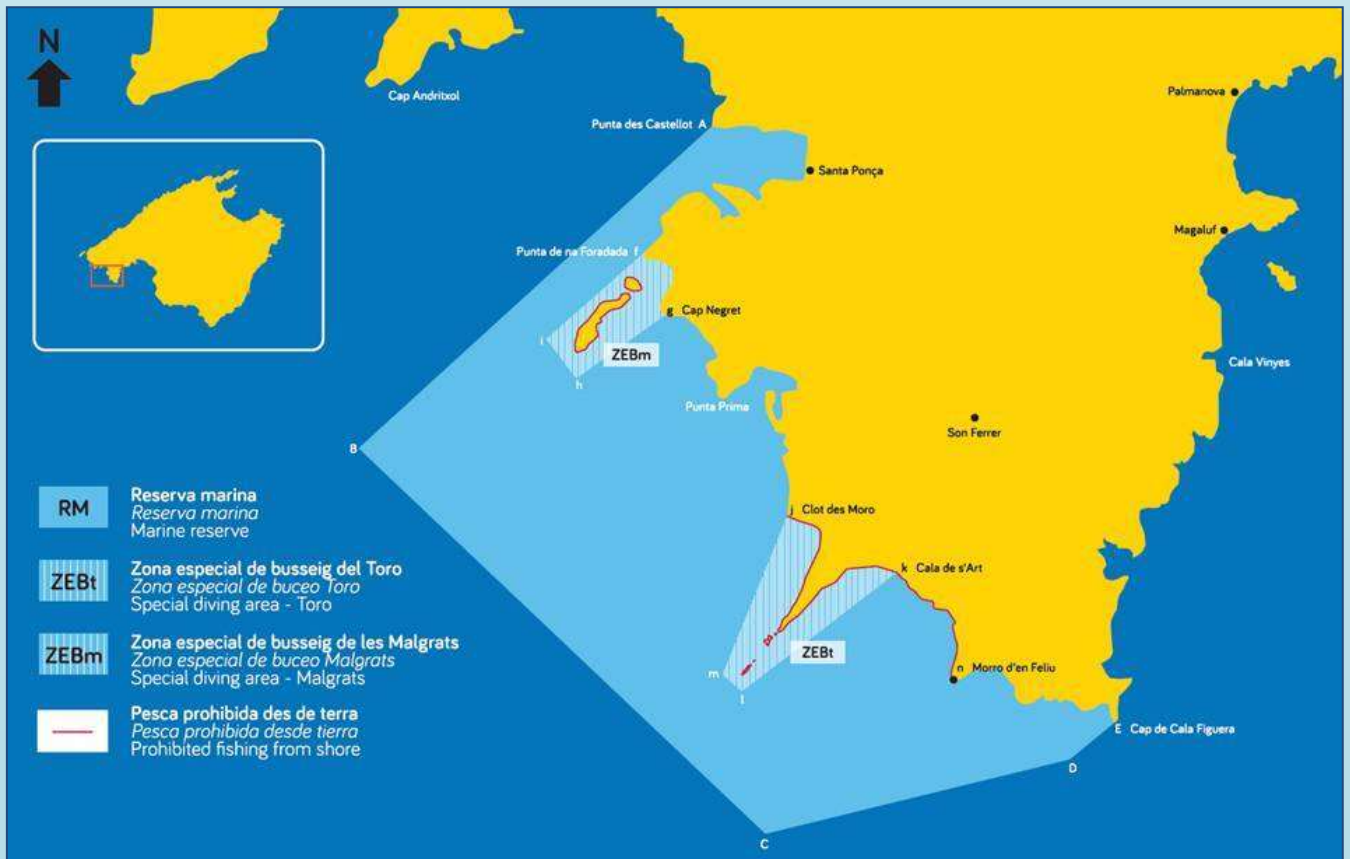 N
Cap Andritxol
Palmanova
Punta des Castellot A
Santa Ponça
Magaluf
Punta de na Foradada f
g Cap Negret
i
ZEBm
h
Cala Vinyes
Punta Prima
Son Ferrer
B
j Clot des Moro
k Cala de s'Art
ZEBt
m
l
n Morro d'en Feliu
E Cap de Cala Figuera
D
C
RM
Reserva marina
Reserva marina
Marine reserve
ZEBt
Zona especial de busseig del Toro
Zona especial de buceo Toro
Special diving area - Toro
ZEBm
Zona especial de busseig de les Malgrats
Zona especial de buceo Malgrats
Special diving area - Malgrats
Pesca prohibida des de terra
Pesca prohibida desde tierra
Prohibited fishing from shore